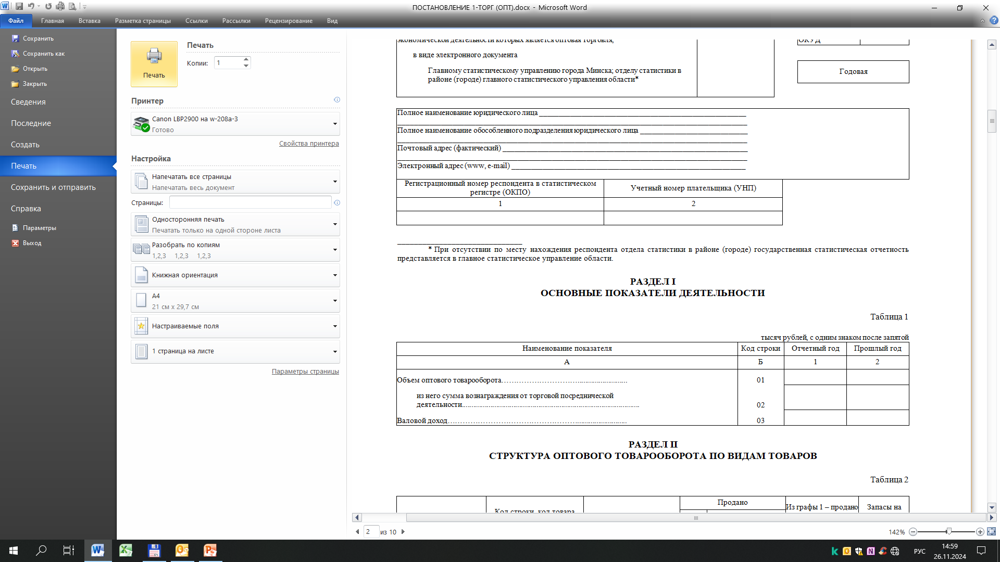 ПОСТАНОВЛЕНИЕ 1-ТОРГ (ОПТ).docx - Microsoft Word
Файл Главная Вставка Разметка страницы Ссылки Рассылки Рецензирование Вид
Сохранить
Сохранить как
Открыть
Закрыть
Сведения
Последние
Создать
Печать
Сохранить и отправить
Справка
Параметры
Выход
Печать
Печать
Копии: 1
Принтер
Canon LBP2900 на w-208a-3
Готово
Свойства принтера
Настройка
Напечатать все страницы
Напечатать весь документ
Страницы:
Односторонняя печать
Печатать только на одной стороне листа
Разобрать по копиям
1,2,3 1,2,3 1,2,3
Книжная ориентация
A4
21 см x 29,7 см
Настраиваемые поля
1 страница на листе
Параметры страницы
экономической деятельности которых является оптовая торговля,
ОКУД
в виде электронного документа
Главному статистическому управлению города Минска; отделу статистики в
районе (городе) главного статистического управления области*
Годовая
Полное наименование юридического лица
Полное наименование обособленного подразделения юридического лица
Почтовый адрес (фактический)
Электронный адрес (www, e-mail)
Регистрационный номер респондента в статистическом
регистре (ОКПО)
Учетный номер плательщика (УНП)
1 2
* При отсутствии по месту нахождения респондента отдела статистики в районе (городе) государственная статистическая отчетность
представляется в главное статистическое управление области.
РАЗДЕЛ I
ОСНОВНЫЕ ПОКАЗАТЕЛИ ДЕЯТЕЛЬНОСТИ
Таблица 1
тысяч рублей, с одним знаком после запятой
Наименование показателя Код строки Отчетный год Прошлый год
А Б 1 2
Объем оптового товарооборота 01
из него сумма вознаграждения от торговой посреднической
деятельности 02
Валовой доход 03
РАЗДЕЛ II
СТРУКТУРА ОПТОВОГО ТОВАРООБОРОТА ПО ВИДАМ ТОВАРОВ
Таблица 2
Продано
Код строки, код товара
Из графы 1 – продано
Запасы на
2 из 10
142%
РУС
14:59
26.11.2024